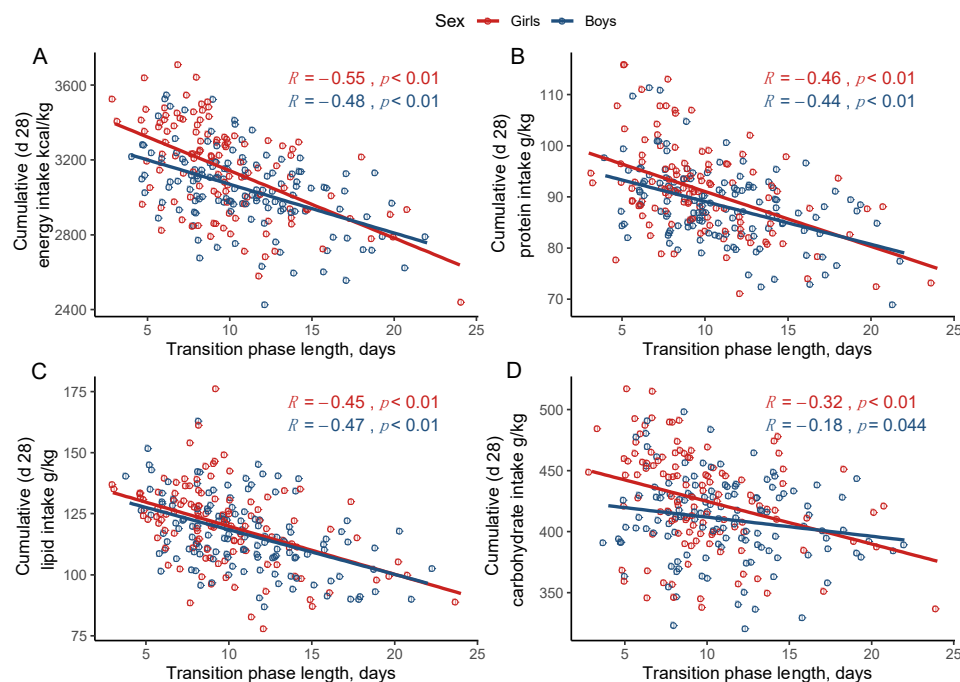 Sex Girls Boys
A
R = −0.55 , p < 0.01
R = −0.48 , p < 0.01
Cumulative (d 28)
energy intake kcal/kg
3600
3200
2800
2400
5 10 15 20 25
Transition phase length, days
B
R = −0.46 , p < 0.01
R = −0.44 , p < 0.01
Cumulative (d 28)
protein intake g/kg
110
100
90
80
70
5 10 15 20 25
Transition phase length, days
C
R = −0.45 , p < 0.01
R = −0.47 , p < 0.01
Cumulative (d 28)
lipid intake g/kg
175
150
125
100
75
5 10 15 20 25
Transition phase length, days
D
R = −0.32 , p < 0.01
R = −0.18 , p = 0.044
Cumulative (d 28)
carbohydrate intake g/kg
500
450
400
350
5 10 15 20 25
Transition phase length, days